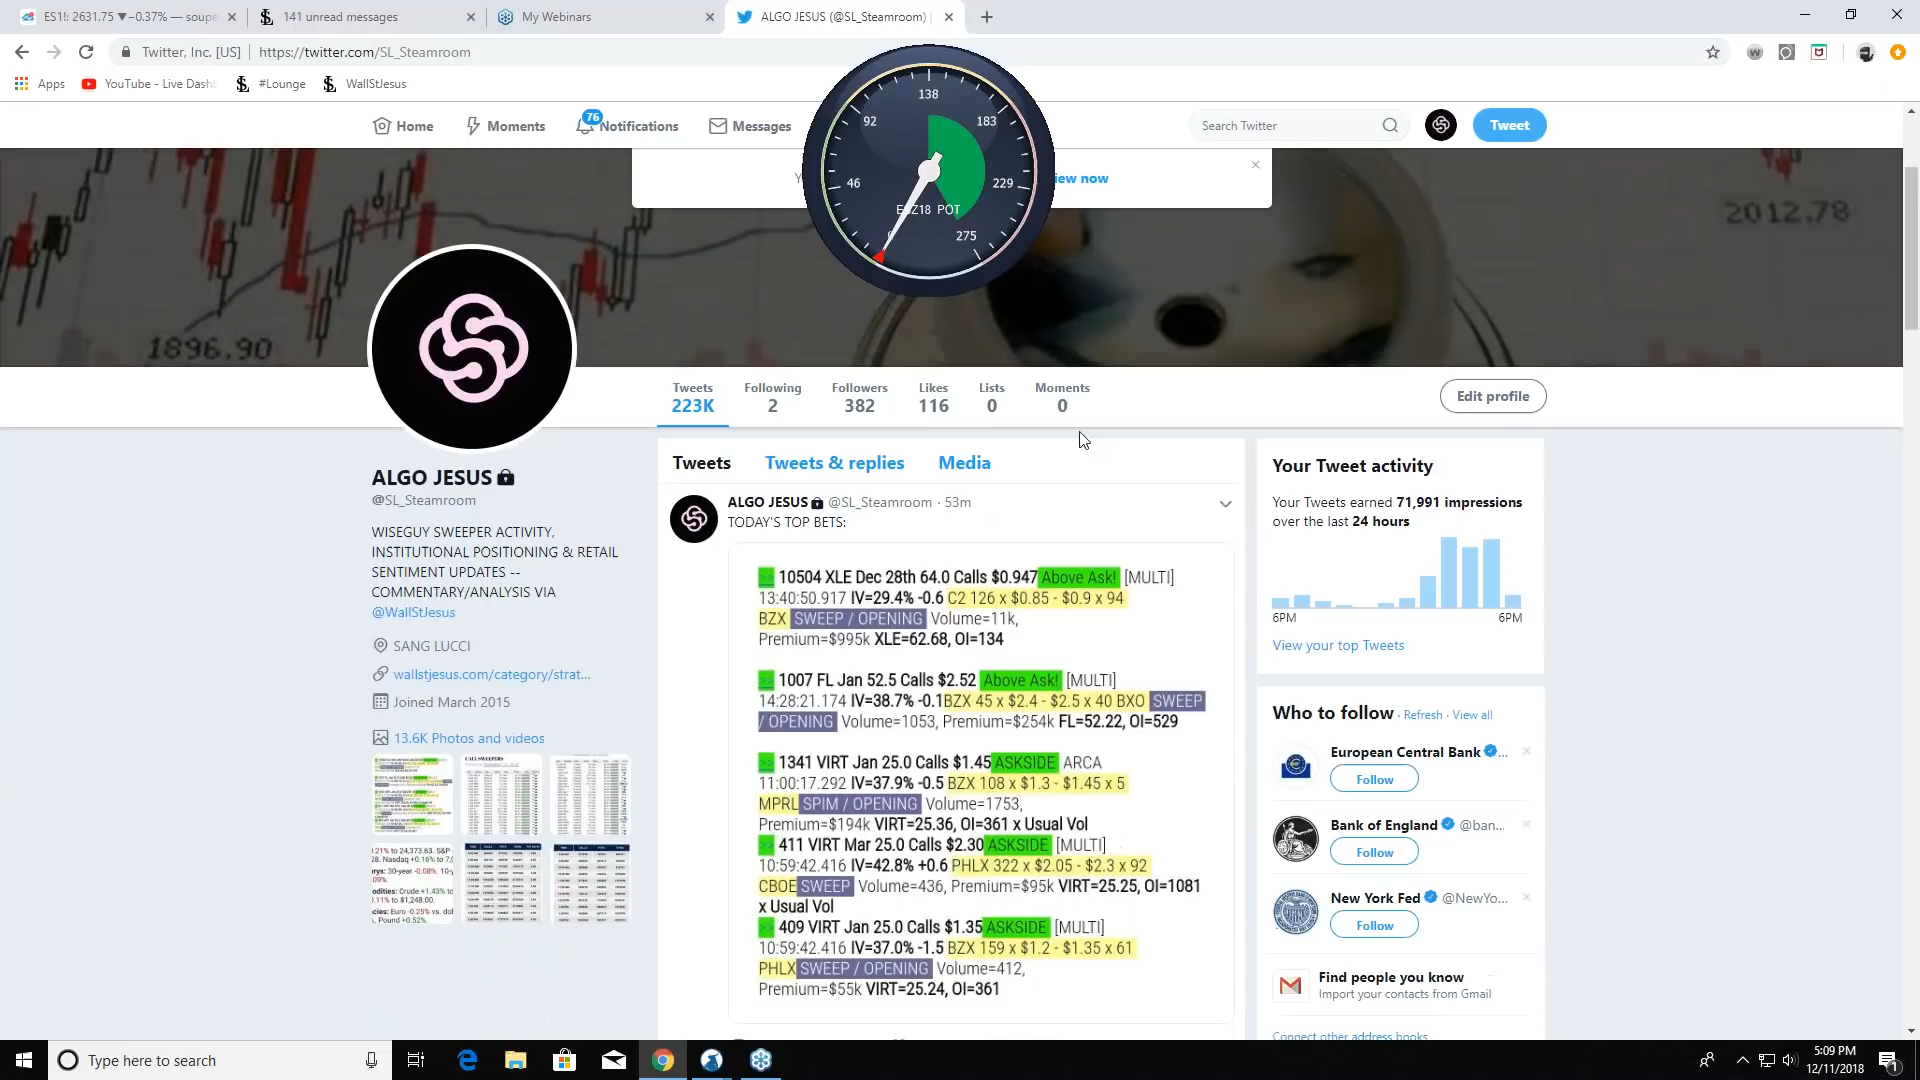 ES1!: 2631.75 ▼−0.37% — soupe
141 unread messages
My Webinars
ALGO JESUS (@SL_Steamroom) |
Twitter, Inc. [US] | https://twitter.com/SL_Steamroom
Apps
YouTube - Live Dash
#Lounge
WallStJesus
Home
Moments
76
Notifications
Messages
Search Twitter
Tweet
iew now
138
92
183
46
229
POT
275
2012.78
1896.90
Tweets
Following
Followers
Likes
Lists
Moments
223K
2
382
116
0
0
Edit profile
ALGO JESUS
@SL_Steamroom
WISEGUY SWEEPER ACTIVITY,
INSTITUTIONAL POSITIONING & RETAIL
SENTIMENT UPDATES --
COMMENTARY/ANALYSIS VIA
@WallStJesus
SANG LUCCI
wallstjesus.com/category/strat...
Joined March 2015
13.6K Photos and videos
Tweets
Tweets & replies
Media
ALGO JESUS @SL_Steamroom · 53m
TODAY'S TOP BETS:
>> 10504 XLE Dec 28th 64.0 Calls $0.947 Above Ask! [MULTI]
13:40:50.917 IV=29.4% -0.6 C2 126 x $0.85 - $0.9 x 94
BZX SWEEP / OPENING Volume=11k,
Premium=$995k XLE=62.68, OI=134
>> 1007 FL Jan 52.5 Calls $2.52 Above Ask! [MULTI]
14:28:21.174 IV=38.7% -0.1 BZX 45 x $2.4 - $2.5 x 40 BXO SWEEP
/ OPENING Volume=1053, Premium=$254k FL=52.22, OI=529
>> 1341 VIRT Jan 25.0 Calls $1.45 ASKSIDE ARCA
11:00:17.292 IV=37.9% -0.5 BZX 108 x $1.3 - $1.45 x 5
MPRL SPIM / OPENING Volume=1753,
Premium=$194k VIRT=25.36, OI=361 x Usual Vol
>> 411 VIRT Mar 25.0 Calls $2.30 ASKSIDE [MULTI]
10:59:42.416 IV=42.8% +0.6 PHLX 322 x $2.05 - $2.3 x 92
CBOE SWEEP Volume=436, Premium=$95k VIRT=25.25, OI=1081
x Usual Vol
>> 409 VIRT Jan 25.0 Calls $1.35 ASKSIDE [MULTI]
10:59:42.416 IV=37.0% -1.5 BZX 159 x $1.2 - $1.35 x 61
PHLX SWEEP / OPENING Volume=412,
Premium=$55k VIRT=25.24, OI=361
Your Tweet activity
Your Tweets earned 71,991 impressions
over the last 24 hours
6PM
6PM
View your top Tweets
Who to follow · Refresh · View all
European Central Bank ...
Follow
Bank of England @ban...
Follow
New York Fed @NewYo...
Follow
Find people you know
Import your contacts from Gmail
Connect other address books
Type here to search
5:09 PM
12/11/2018
1